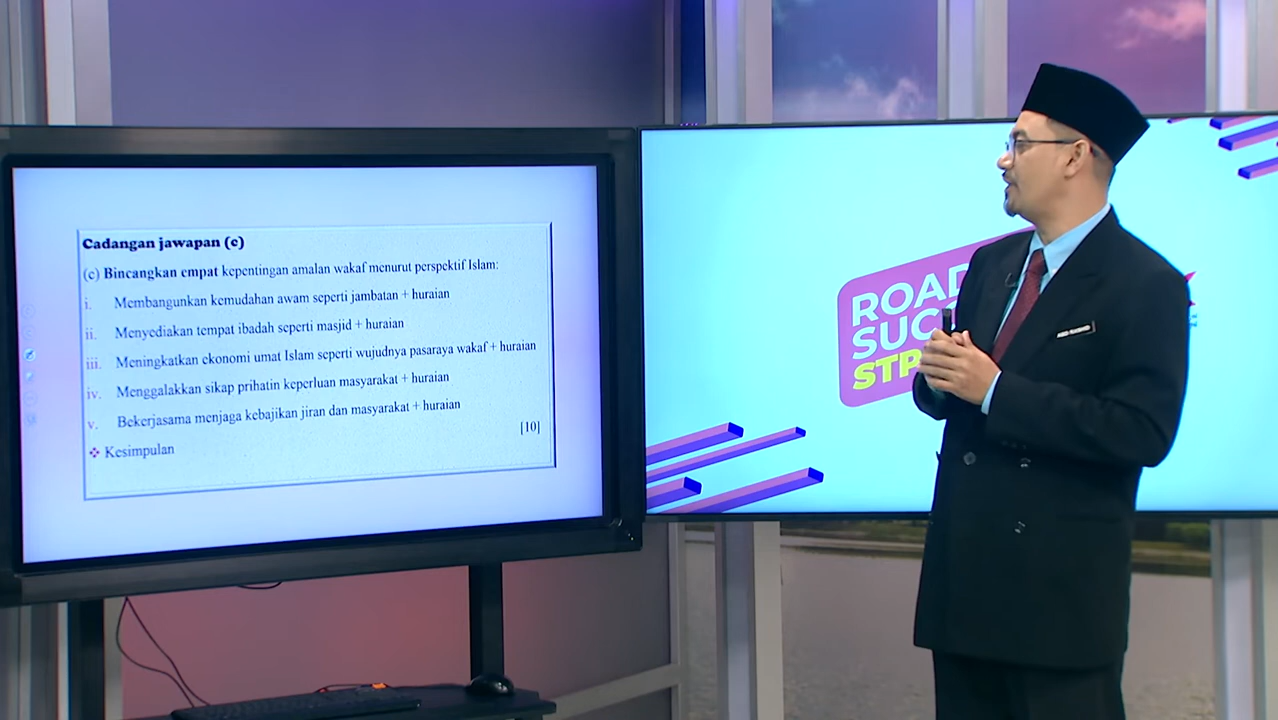 Cadangan jawapan (c)
(c) Bincangkan empat kepentingan amalan wakaf menurut perspektif Islam:
i. Membangunkan kemudahan awam seperti jambatan + huraian
ii. Menyediakan tempat ibadah seperti masjid + huraian
iii. Meningkatkan ekonomi umat Islam seperti wujudnya pasaraya wakaf + huraian
iv. Menggalakkan sikap prihatin keperluan masyarakat + huraian
v. Bekerjasama menjaga kebajikan jiran dan masyarakat + huraian
[10]
❖ Kesimpulan
ROAD
SUCC
STP